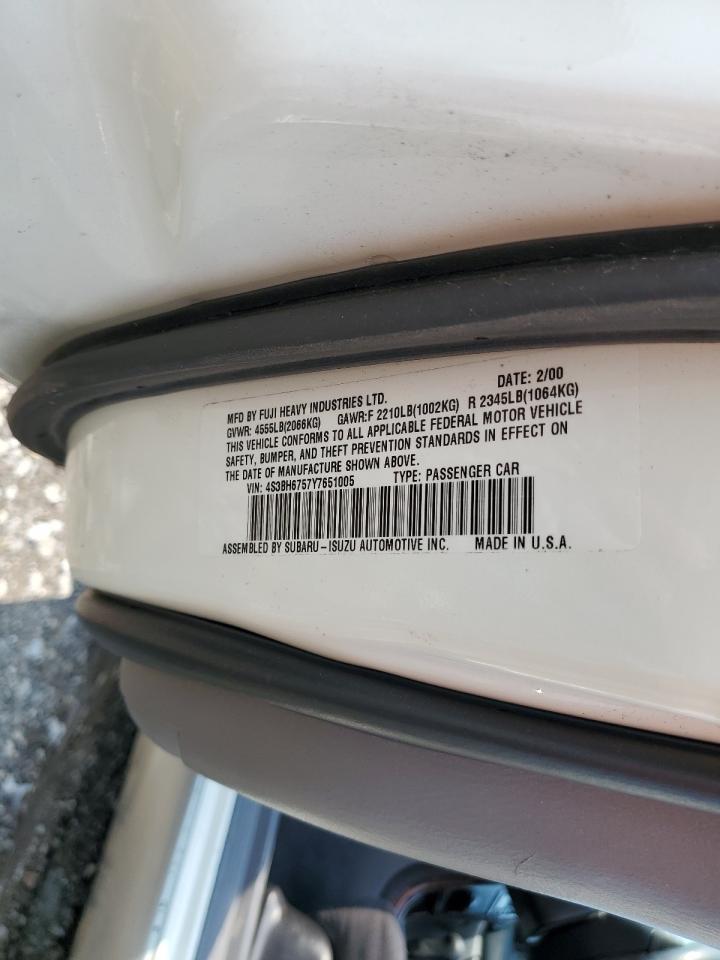 MFD BY FUJI HEAVY INDUSTRIES LTD. DATE: 2/00
GVWR: 4555LB(2066KG) GAWR:F 2210LB(1002KG) R 2345LB(1064KG)
THIS VEHICLE CONFORMS TO ALL APPLICABLE FEDERAL MOTOR VEHICLE
SAFETY, BUMPER, AND THEFT PREVENTION STANDARDS IN EFFECT ON
THE DATE OF MANUFACTURE SHOWN ABOVE.
VIN: 4S3BH6757Y7651005 TYPE: PASSENGER CAR
ASSEMBLED BY SUBARU-ISUZU AUTOMOTIVE INC. MADE IN U.S.A.